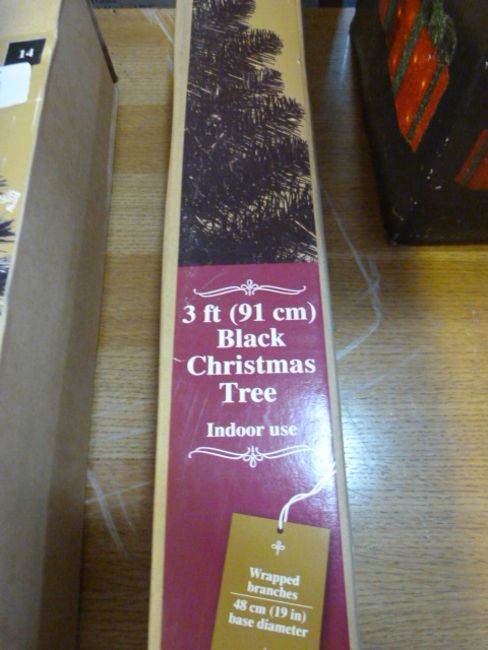 14
3 ft (91 cm)
Black
Christmas
Tree
Indoor use
Wrapped
branches
48 cm (19 in)
base diameter